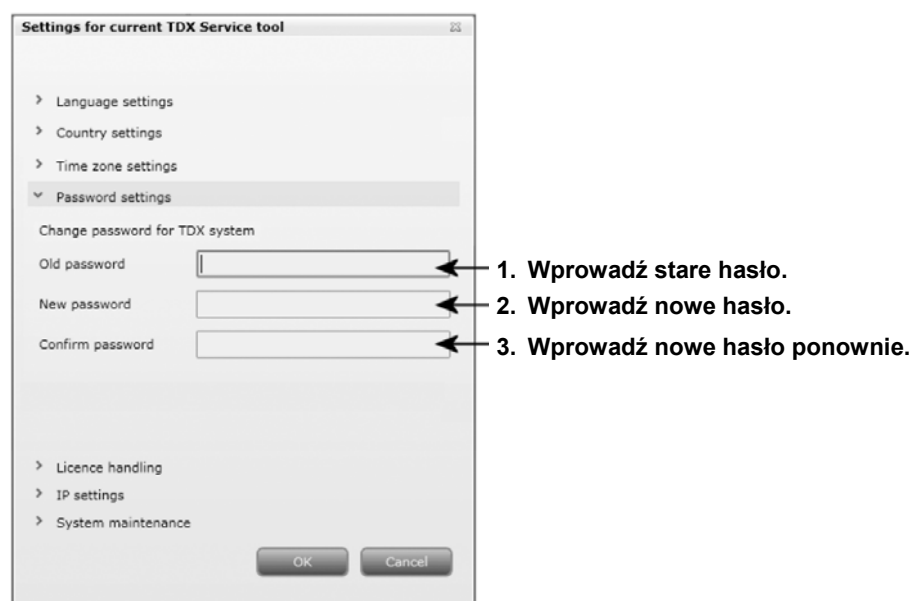 Settings for current TDX Service tool
Language settings
Country settings
Time zone settings
Password settings
Change password for TDX system
Old password
1. Wprowadź stare hasło.
New password
2. Wprowadź nowe hasło.
Confirm password
3. Wprowadź nowe hasło ponownie.
Licence handling
IP settings
System maintenance
OK Cancel